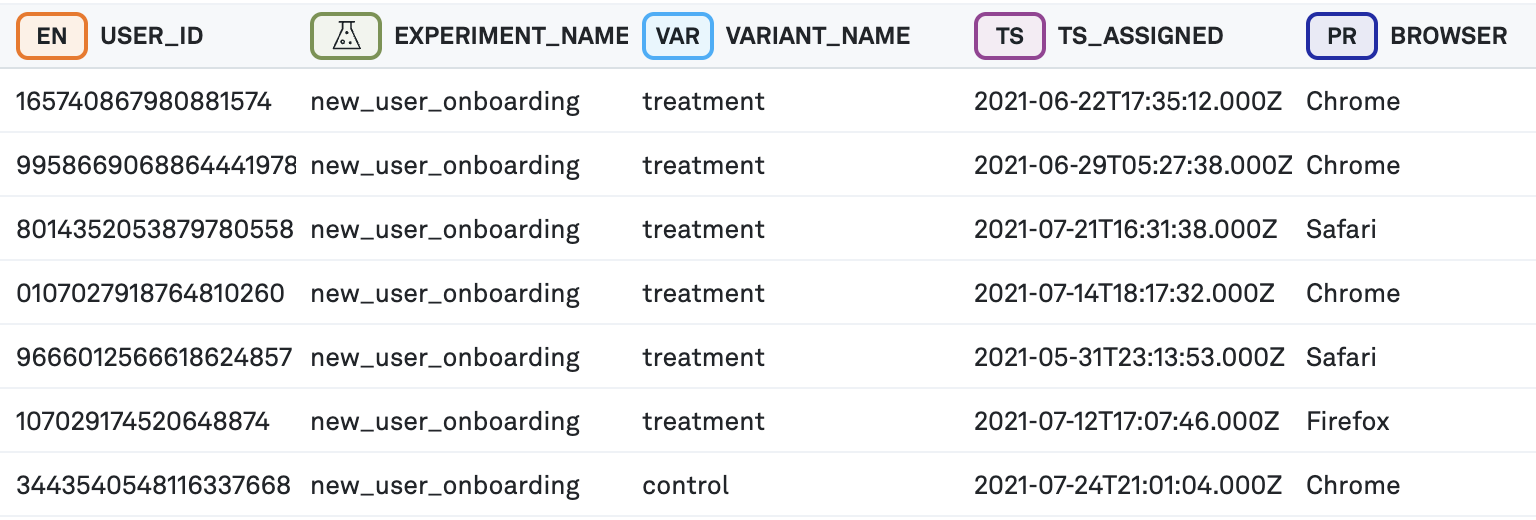 EN USER_ID EXPERIMENT_NAME VAR VARIANT_NAME TS TS_ASSIGNED PR BROWSER
165740867980881574 new_user_onboarding treatment 2021-06-22T17:35:12.000Z Chrome
9958669068864441978 new_user_onboarding treatment 2021-06-29T05:27:38.000Z Chrome
8014352053879780558 new_user_onboarding treatment 2021-07-21T16:31:38.000Z Safari
0107027918764810260 new_user_onboarding treatment 2021-07-14T18:17:32.000Z Chrome
9666012566618624857 new_user_onboarding treatment 2021-05-31T23:13:53.000Z Safari
107029174520648874 new_user_onboarding treatment 2021-07-12T17:07:46.000Z Firefox
3443540548116337668 new_user_onboarding control 2021-07-24T21:01:04.000Z Chrome